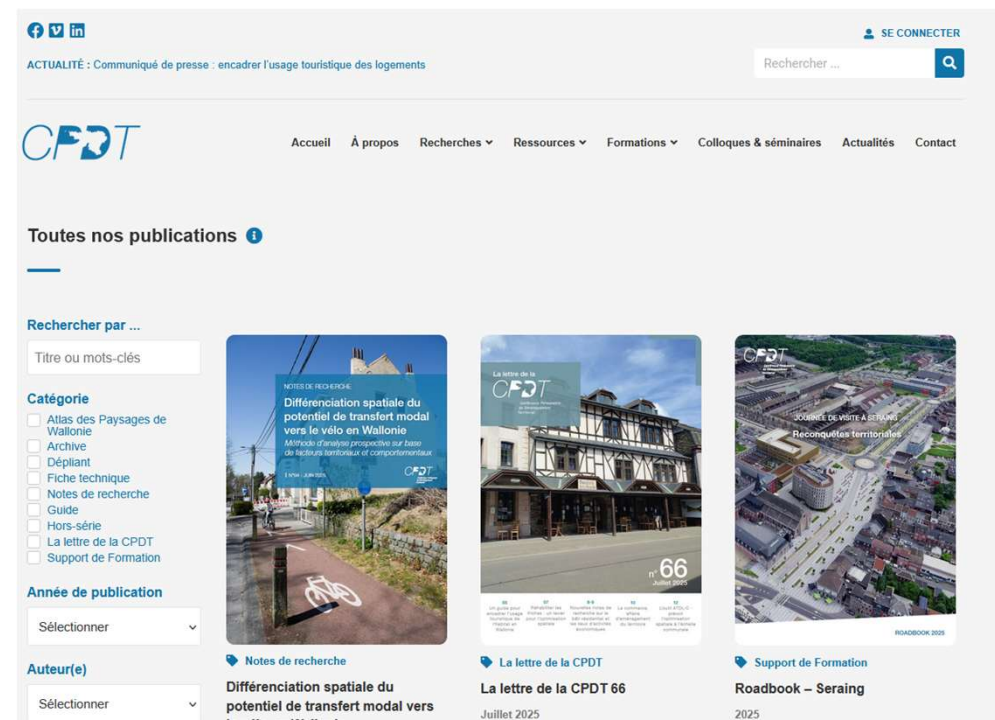 SE CONNECTER
ACTUALITÉ : Communiqué de presse : encadrer l'usage touristique des logements
Rechercher ...
CPDT
Accueil À propos Recherches Ressources Formations Colloques & séminaires Actualités Contact
Toutes nos publications
Rechercher par ...
Titre ou mots-clés
Catégorie
Atlas des Paysages de
Wallonie
Archive
Dépliant
Fiche technique
Notes de recherche
Guide
Hors-série
La lettre de la CPDT
Support de Formation
Année de publication
Sélectionner
Auteur(e)
Sélectionner
NOTES DE RECHERCHE
Différenciation spatiale du
potentiel de transfert modal
vers le vélo en Wallonie
Méthode d'analyse prospective sur base
de facteurs territoriaux et comportementaux
CPDT
Notes de recherche
Différenciation spatiale du
potentiel de transfert modal vers
La lettre de la
CPDT
n° 66
Juillet 2025
La lettre de la CPDT
La lettre de la CPDT 66
Juillet 2025
CPDT
JOURNÉE DE VISITE À SERAING
Reconquêtes territoriales
ROADBOOK 2025
Support de Formation
Roadbook – Seraing
2025